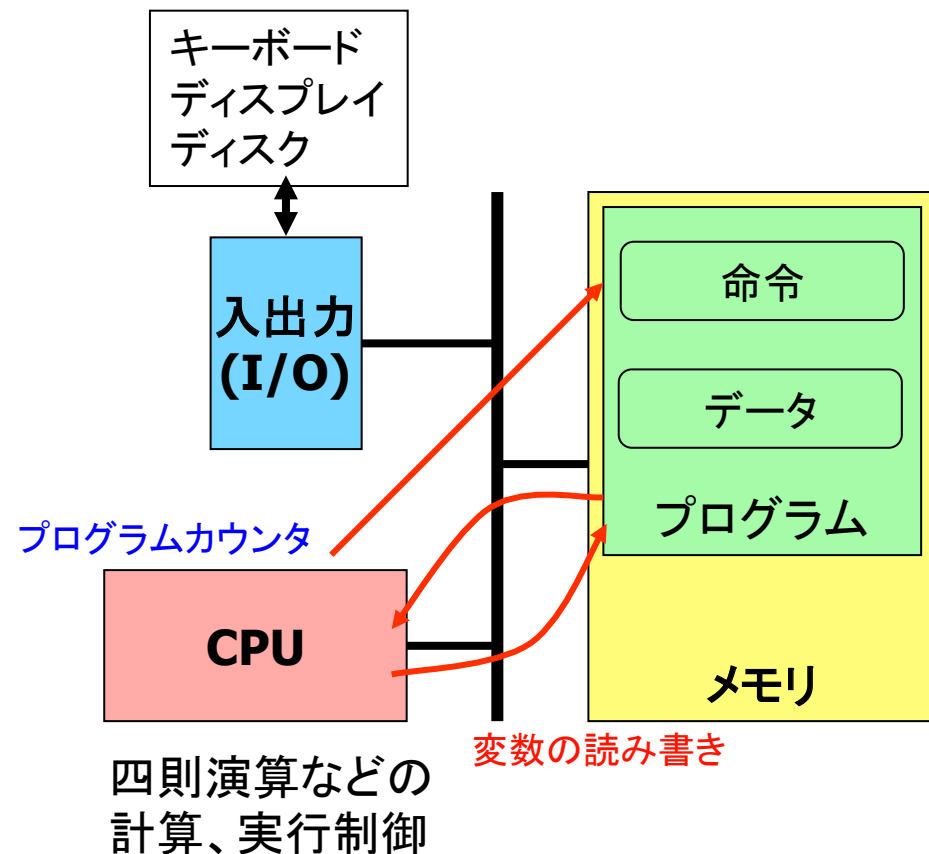 キーボード
ディスプレイ
ディスク
入出力
(I/O)
命令
データ
プログラム
プログラムカウンタ
CPU
メモリ
変数の読み書き
四則演算などの
計算、実行制御